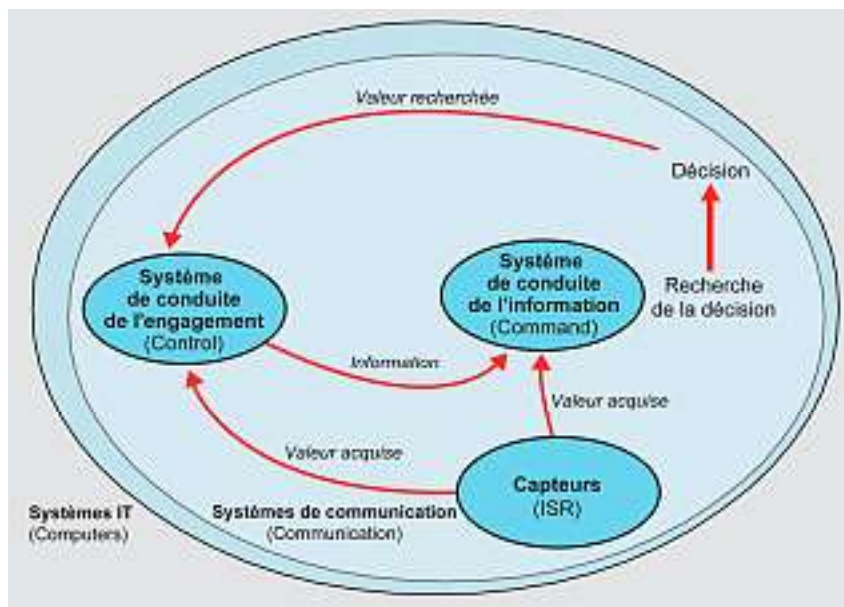 Valeur recherchée
Décision
Système
de conduite
de l'engagement
(Control)
Système
de conduite
de l'information
(Command)
Recherche
de la décision
Information
Valeur acquise
Valeur acquise
Capteurs
(ISR)
Systèmes IT
(Computers)
Systèmes de communication
(Communication)